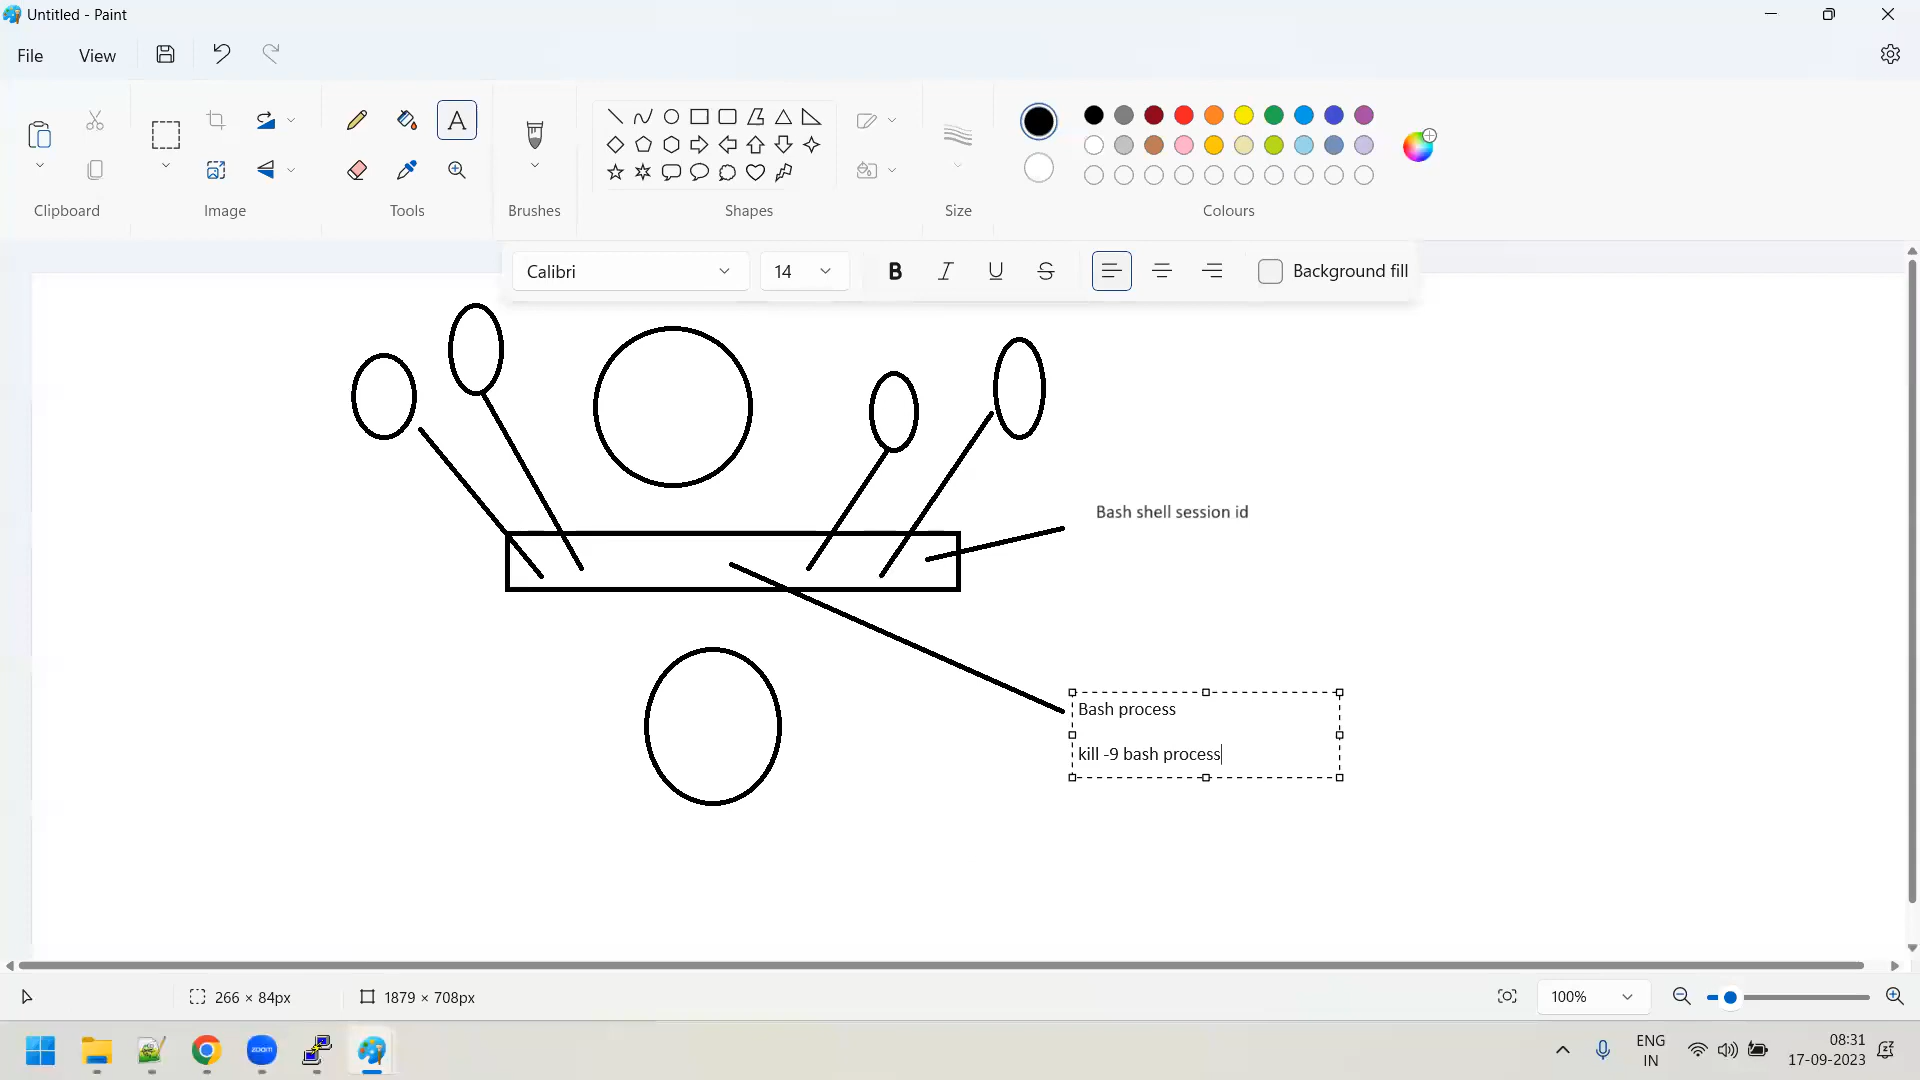 Untitled - Paint
File View
Clipboard
Image
Tools
Brushes
Shapes
Size
Colours
A
Calibri
14
B I U S
Background fill
Bash shell session id
Bash process
kill -9 bash process
266 × 84px
1879 × 708px
100%
zoom
ENG
IN
08:31
17-09-2023